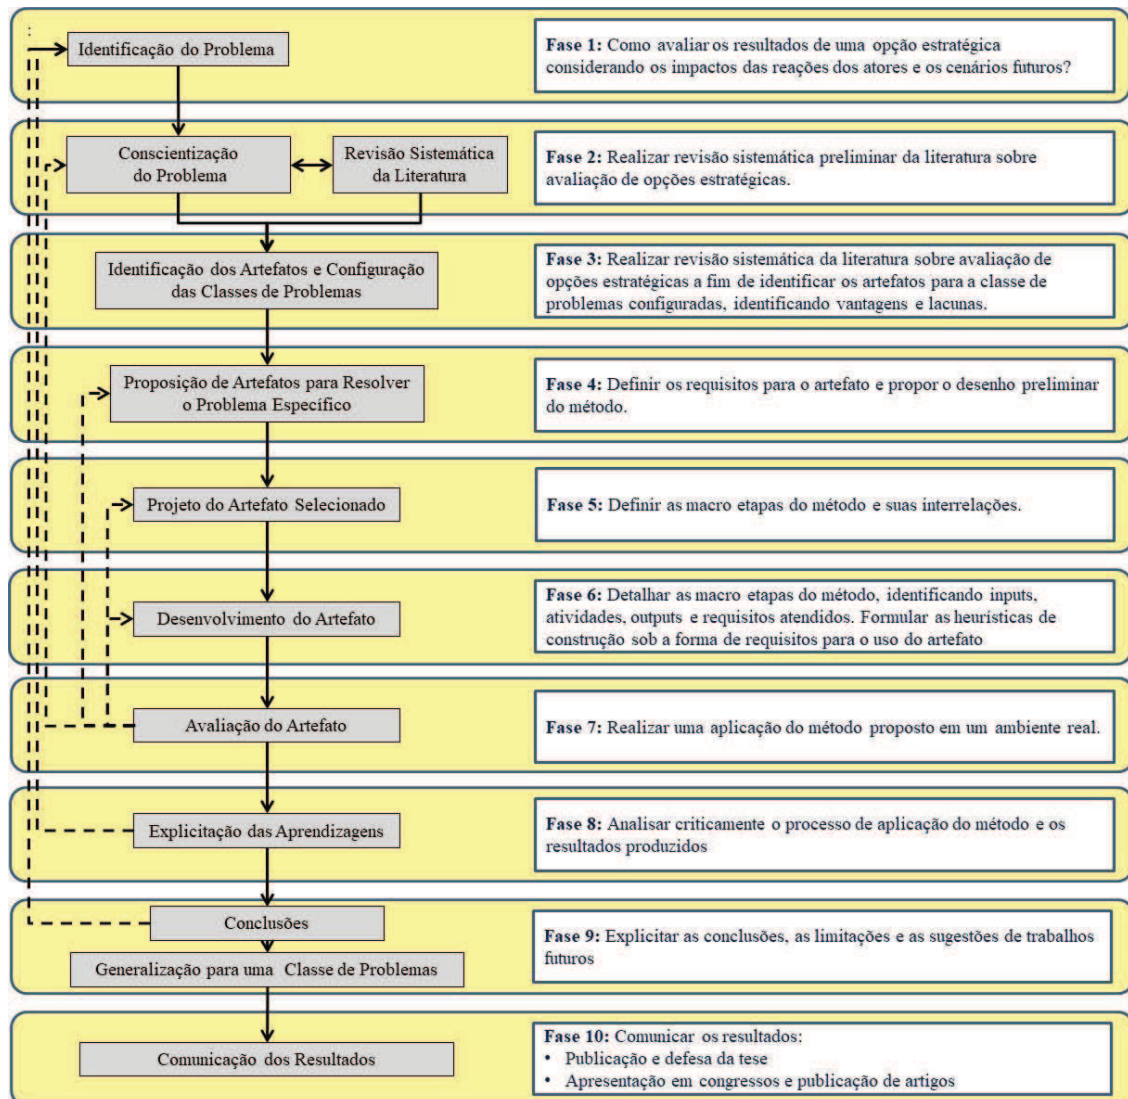 :
Identificação do Problema
Fase 1: Como avaliar os resultados de uma opção estratégica
considerando os impactos das reações dos atores e os cenários futuros?
Conscientização
do Problema
Revisão Sistemática
da Literatura
Fase 2: Realizar revisão sistemática preliminar da literatura sobre
avaliação de opções estratégicas.
Identificação dos Artefatos e Configuração
das Classes de Problemas
Fase 3: Realizar revisão sistemática da literatura sobre avaliação de
opções estratégicas a fim de identificar os artefatos para a classe de
problemas configuradas, identificando vantagens e lacunas.
Proposição de Artefatos para Resolver
o Problema Específico
Fase 4: Definir os requisitos para o artefato e propor o desenho preliminar
do método.
Projeto do Artefato Selecionado
Fase 5: Definir as macro etapas do método e suas interrelações.
Desenvolvimento do Artefato
Fase 6: Detalhar as macro etapas do método, identificando inputs,
atividades, outputs e requisitos atendidos. Formular as heurísticas de
construção sob a forma de requisitos para o uso do artefato
Avaliação do Artefato
Fase 7: Realizar uma aplicação do método proposto em um ambiente real.
Explicitação das Aprendizagens
Fase 8: Analisar criticamente o processo de aplicação do método e os
resultados produzidos
Conclusões
Generalização para uma Classe de Problemas
Fase 9: Explicitar as conclusões, as limitações e as sugestões de trabalhos
futuros
Comunicação dos Resultados
Fase 10: Comunicar os resultados:
• Publicação e defesa da tese
• Apresentação em congressos e publicação de artigos